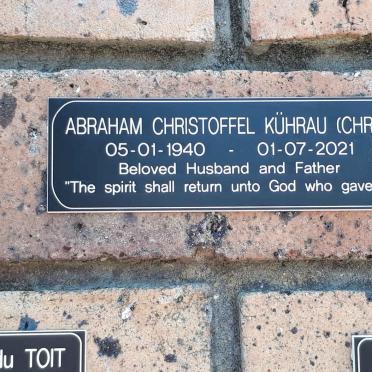 ABRAHAM CHRISTOFFEL KÜHRAU (CHR
05-01-1940 - 01-07-2021
Beloved Husband and Father
"The spirit shall return unto God who gave
du TOIT